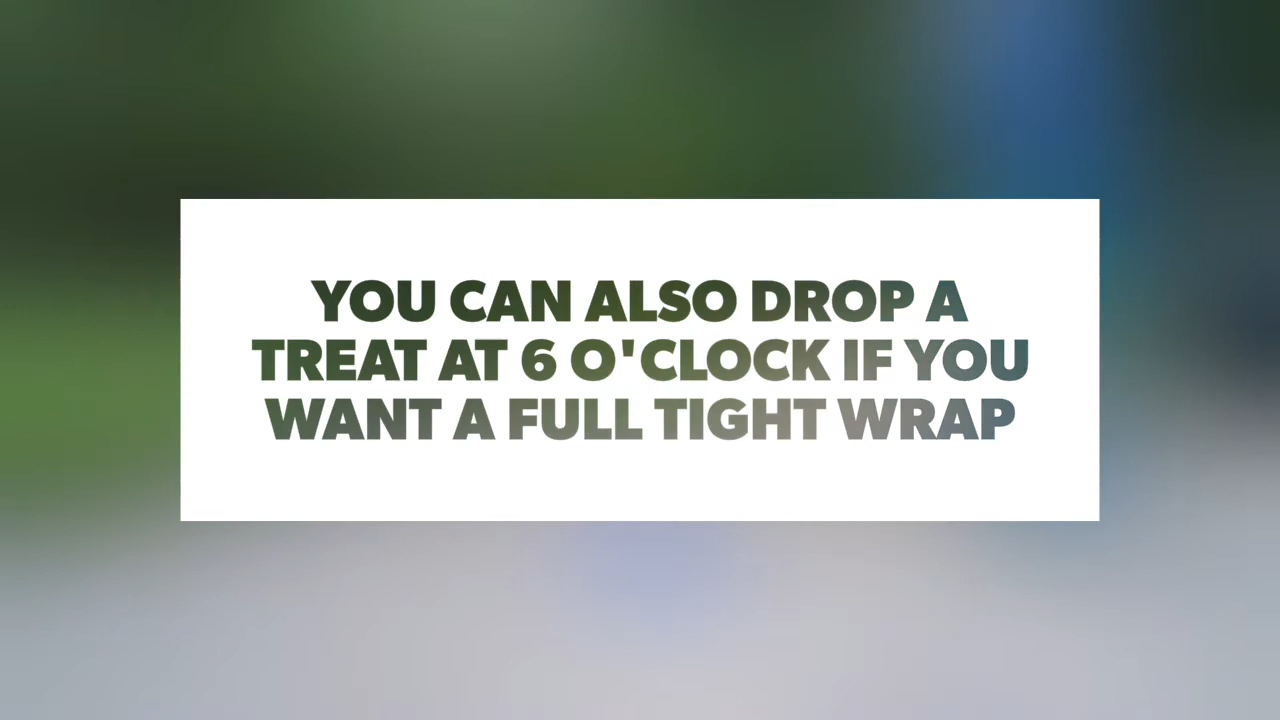 YOU CAN ALSO DROP A
TREAT AT 6 O'CLOCK IF YOU
WANT A FULL TIGHT WRAP